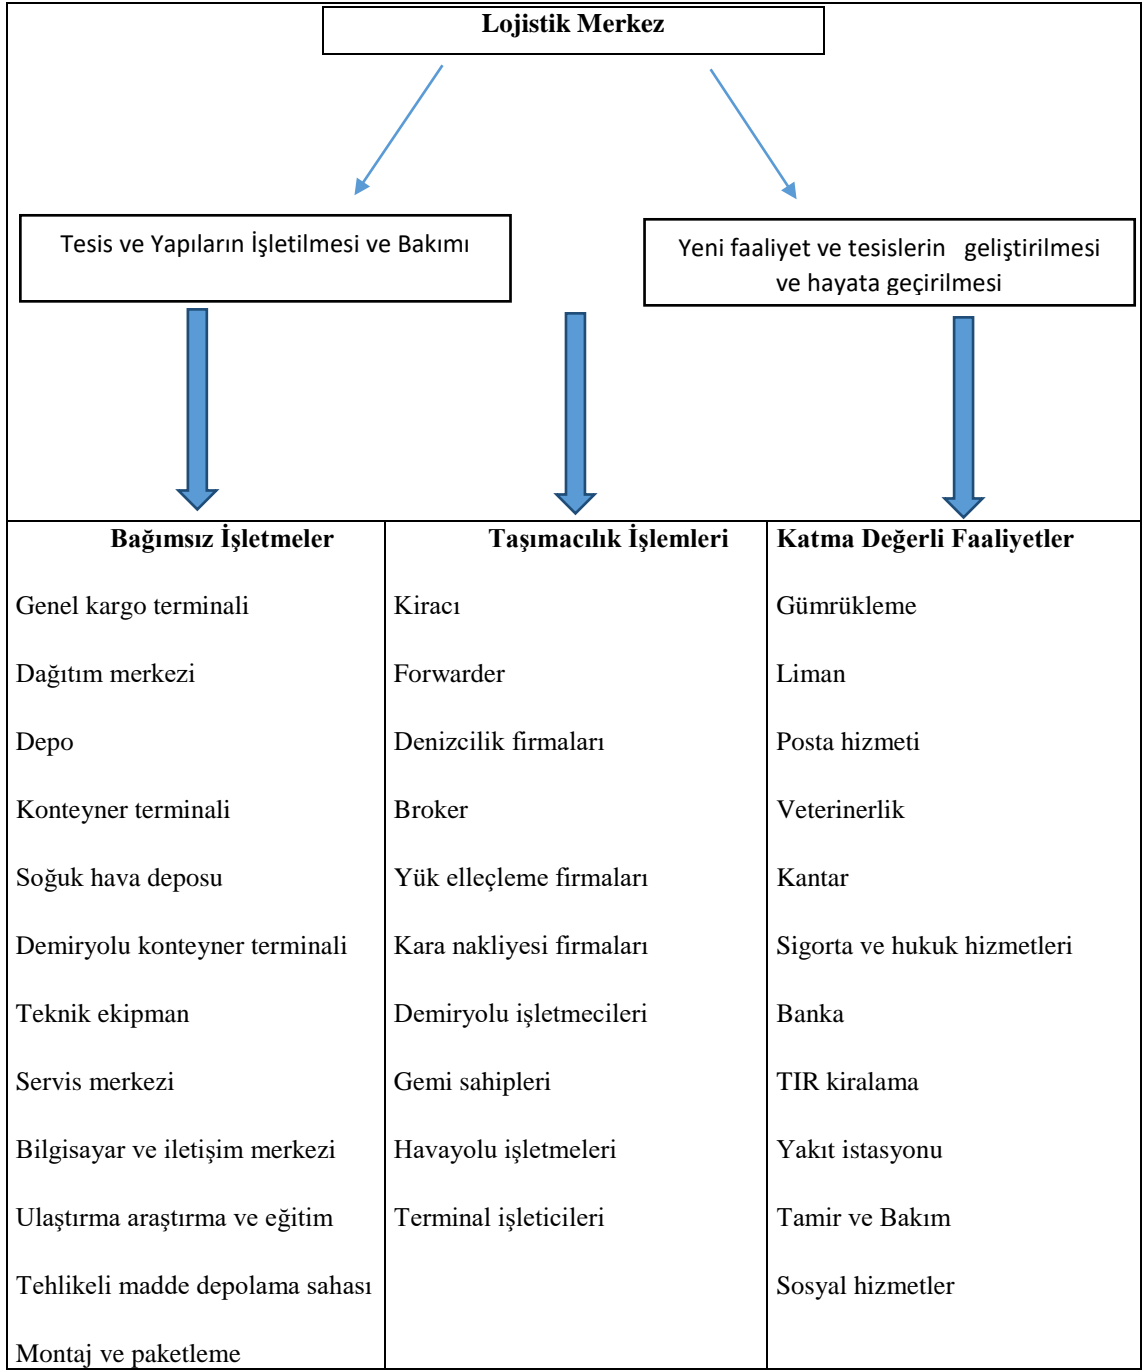 Lojistik Merkez
Tesis ve Yapıların İşletilmesi ve Bakımı
Yeni faaliyet ve tesislerin geliştirilmesi
ve hayata geçirilmesi
Bağımsız İşletmeler
Genel kargo terminali
Dağıtım merkezi
Depo
Konteyner terminali
Soğuk hava deposu
Demiryolu konteyner terminali
Teknik ekipman
Servis merkezi
Bilgisayar ve iletişim merkezi
Ulaştırma araştırma ve eğitim
Tehlikeli madde depolama sahası
Montaj ve paketleme
Taşımacılık İşlemleri
Kiracı
Forwarder
Denizcilik firmaları
Broker
Yük elleçleme firmaları
Kara nakliyesi firmaları
Demiryolu işletmecileri
Gemi sahipleri
Havayolu işletmeleri
Terminal işleticileri
Katma Değerli Faaliyetler
Gümrükleme
Liman
Posta hizmeti
Veterinerlik
Kantar
Sigorta ve hukuk hizmetleri
Banka
TIR kiralama
Yakıt istasyonu
Tamir ve Bakım
Sosyal hizmetler